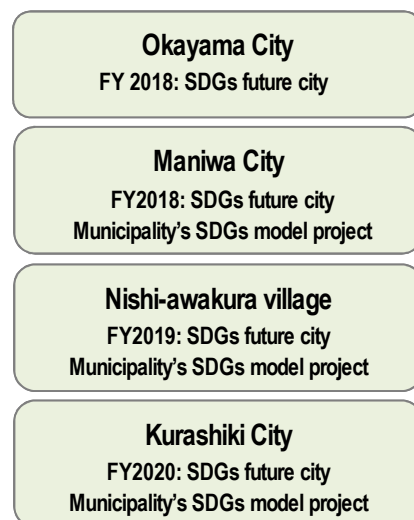 Okayama City
FY 2018: SDGs future city
Maniwa City
FY2018: SDGs future city
Municipality's SDGs model project
Nishi-awakura village
FY2019: SDGs future city
Municipality's SDGs model project
Kurashiki City
FY2020: SDGs future city
Municipality's SDGs model project